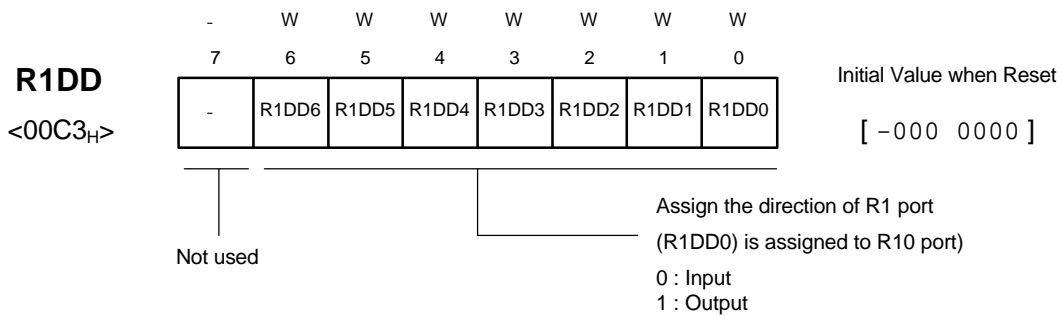 - W W W W W W W
7 6 5 4 3 2 1 0
R1DD
<00C3H>
- R1DD6 R1DD5 R1DD4 R1DD3 R1DD2 R1DD1 R1DD0
Initial Value when Reset
[ -000 0000 ]
Not used
Assign the direction of R1 port
(R1DD0) is assigned to R10 port)
0 : Input
1 : Output